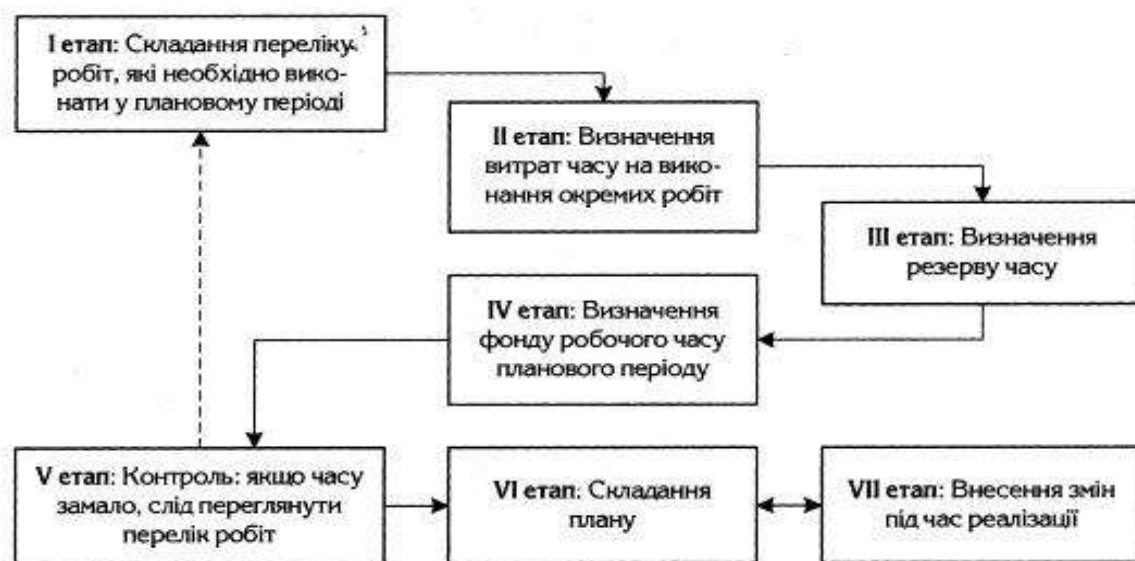 I етап: Складання переліку
робіт, які необхідно вико-
нати у плановому періоді
II етап: Визначення
витрат часу на вико-
нання окремих робіт
III етап: Визначення
резерву часу
IV етап: Визначення
фонду робочого часу
планового періоду
V етап: Контроль: якщо часу
замало, слід переглянути
перелік робіт
VI етап: Складання
плану
VII етап: Внесення змін
під час реалізації